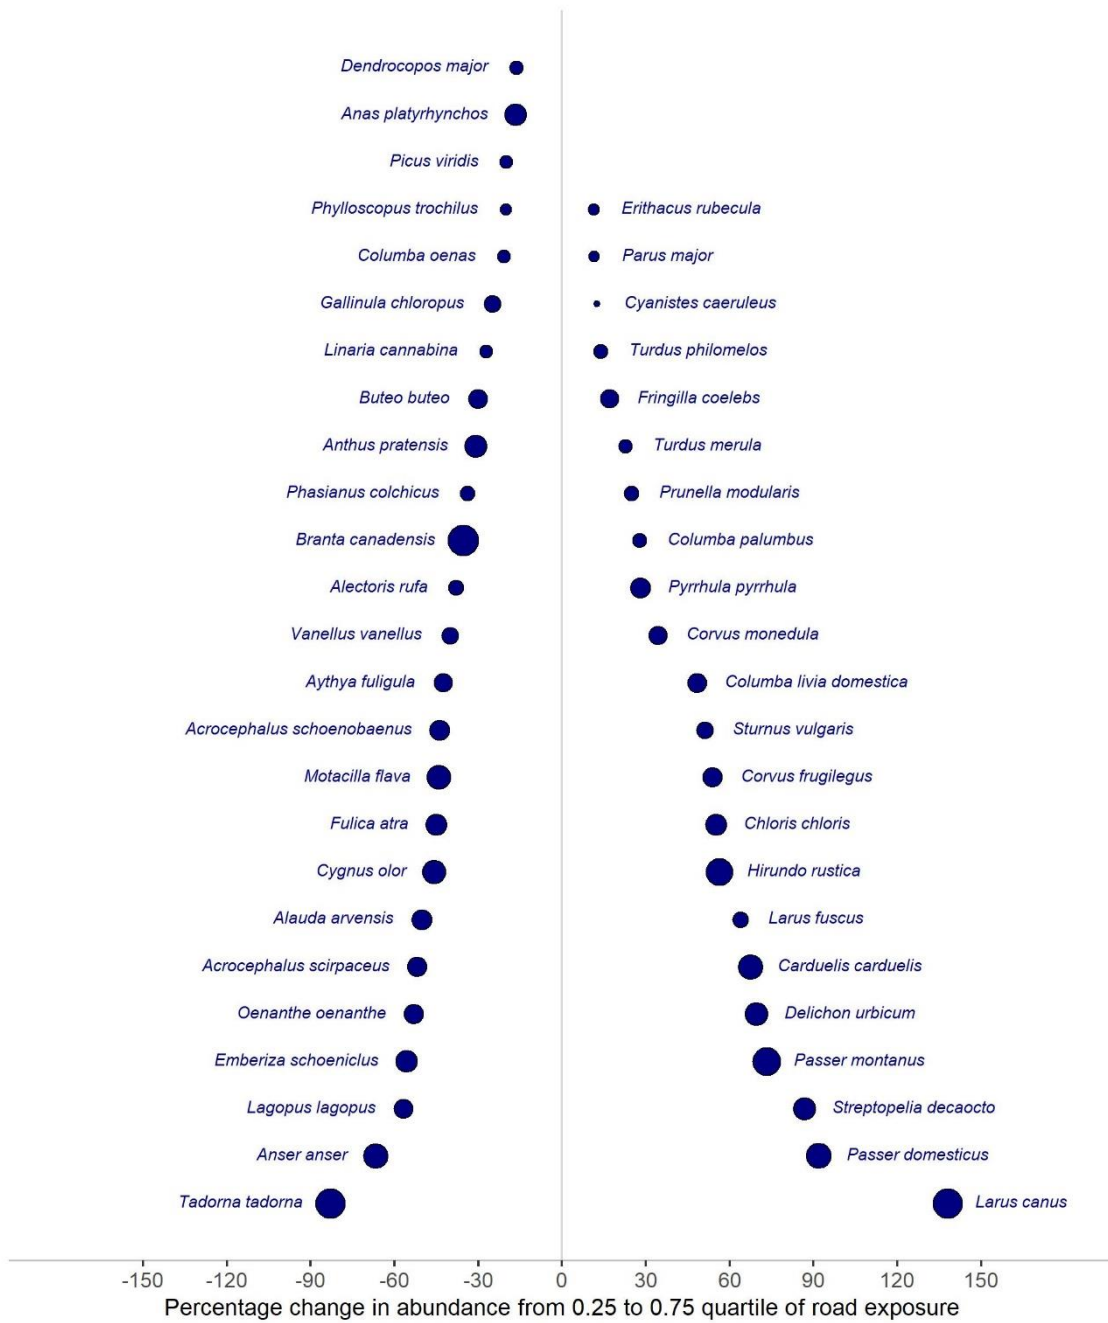 Dendrocopos major
Anas platyrhynchos
Picus viridis
Phylloscopus trochilus Erithacus rubecula
Columba oenas Parus major
Gallinula chloropus Cyanistes caeruleus
Linaria cannabina Turdus philomelos
Buteo buteo Fringilla coelebs
Anthus pratensis Turdus merula
Phasianus colchicus Prunella modularis
Branta canadensis Columba palumbus
Alectoris rufa Pyrrhula pyrrhula
Vanellus vanellus Corvus monedula
Aythya fuligula Columba livia domestica
Acrocephalus schoenobaenus Sturnus vulgaris
Motacilla flava Corvus frugilegus
Fulica atra Chloris chloris
Cygnus olor Hirundo rustica
Alauda arvensis Larus fuscus
Acrocephalus scirpaceus Carduelis carduelis
Oenanthe oenanthe Delichon urbicum
Emberiza schoeniclus Passer montanus
Lagopus lagopus Streptopelia decaocto
Anser anser Passer domesticus
Tadorna tadorna Larus canus
-150 -120 -90 -60 -30 0 30 60 90 120 150
Percentage change in abundance from 0.25 to 0.75 quartile of road exposure